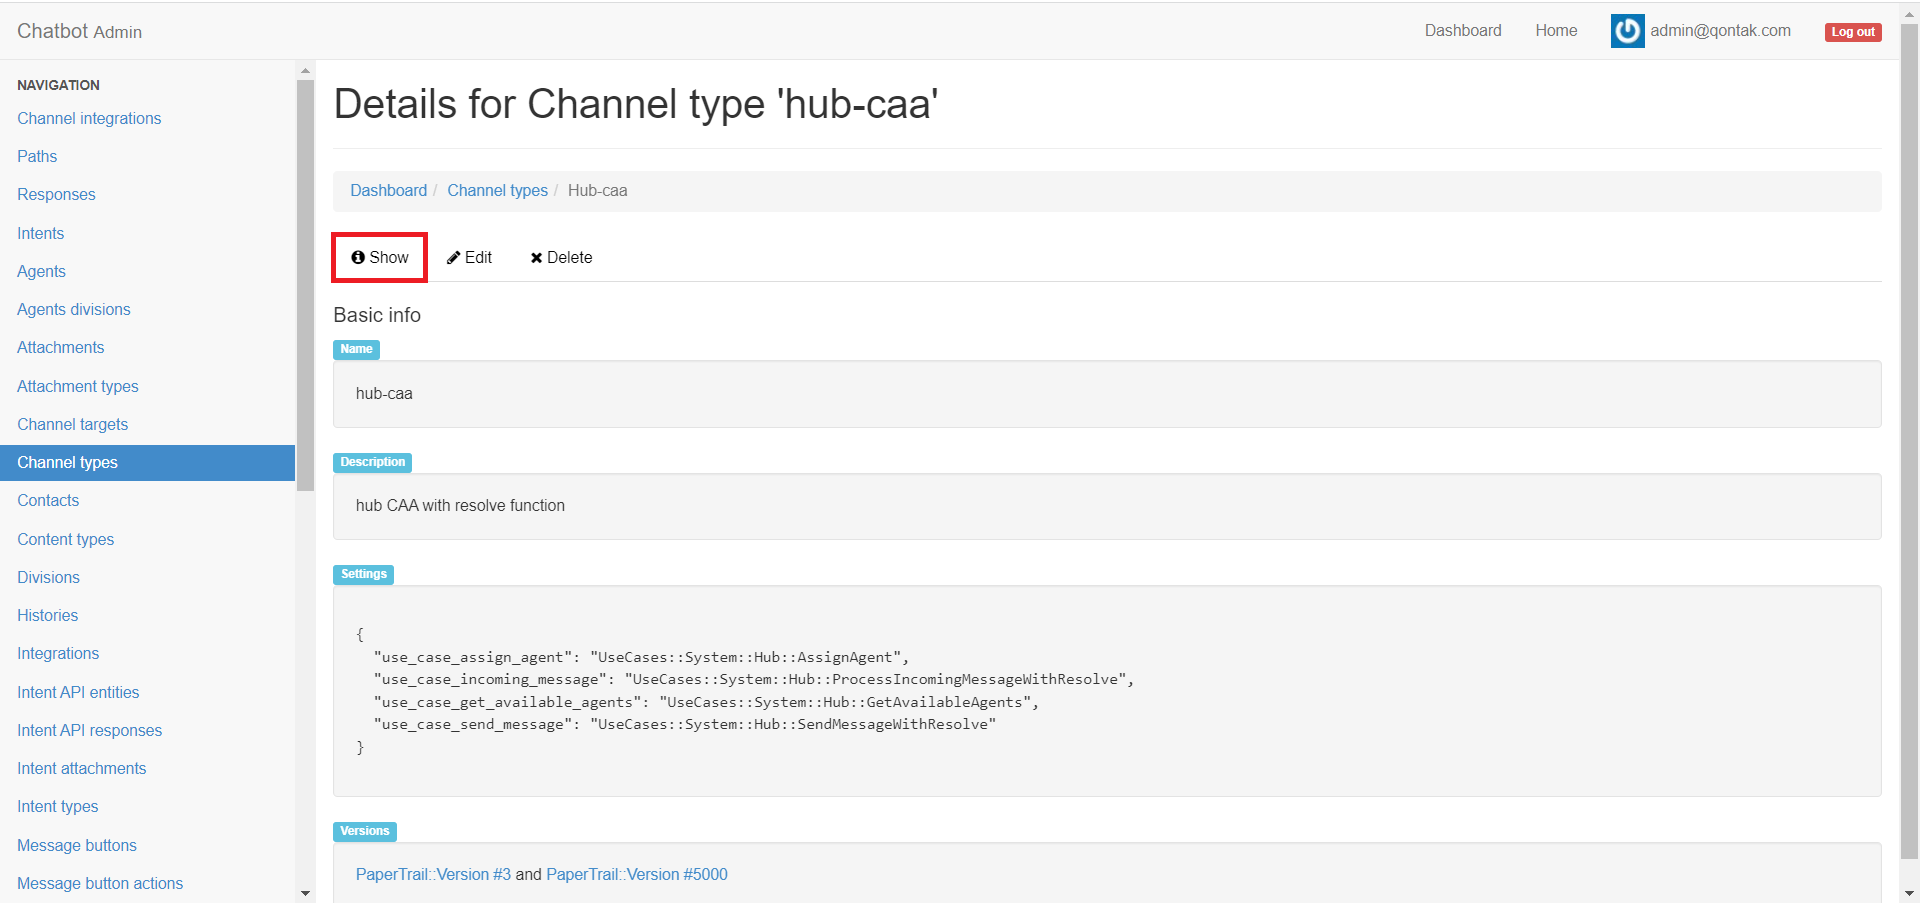 Chatbot Admin
Dashboard
Home
admin@qontak.com
Log out
NAVIGATION
Channel integrations
Paths
Responses
Intents
Agents
Agents divisions
Attachments
Attachment types
Channel targets
Channel types
Contacts
Content types
Divisions
Histories
Integrations
Intent API entities
Intent API responses
Intent attachments
Intent types
Message buttons
Message button actions
Details for Channel type 'hub-caa'
Dashboard / Channel types / Hub-caa
Show
Edit
Delete
Basic info
Name
hub-caa
Description
hub CAA with resolve function
Settings
{
"use_case_assign_agent": "UseCases::System::Hub::AssignAgent",
"use_case_incoming_message": "UseCases::System::Hub::ProcessIncomingMessageWithResolve",
"use_case_get_available_agents": "UseCases::System::Hub::GetAvailableAgents",
"use_case_send_message": "UseCases::System::Hub::SendMessageWithResolve"
}
Versions
PaperTrail::Version #3 and PaperTrail::Version #5000